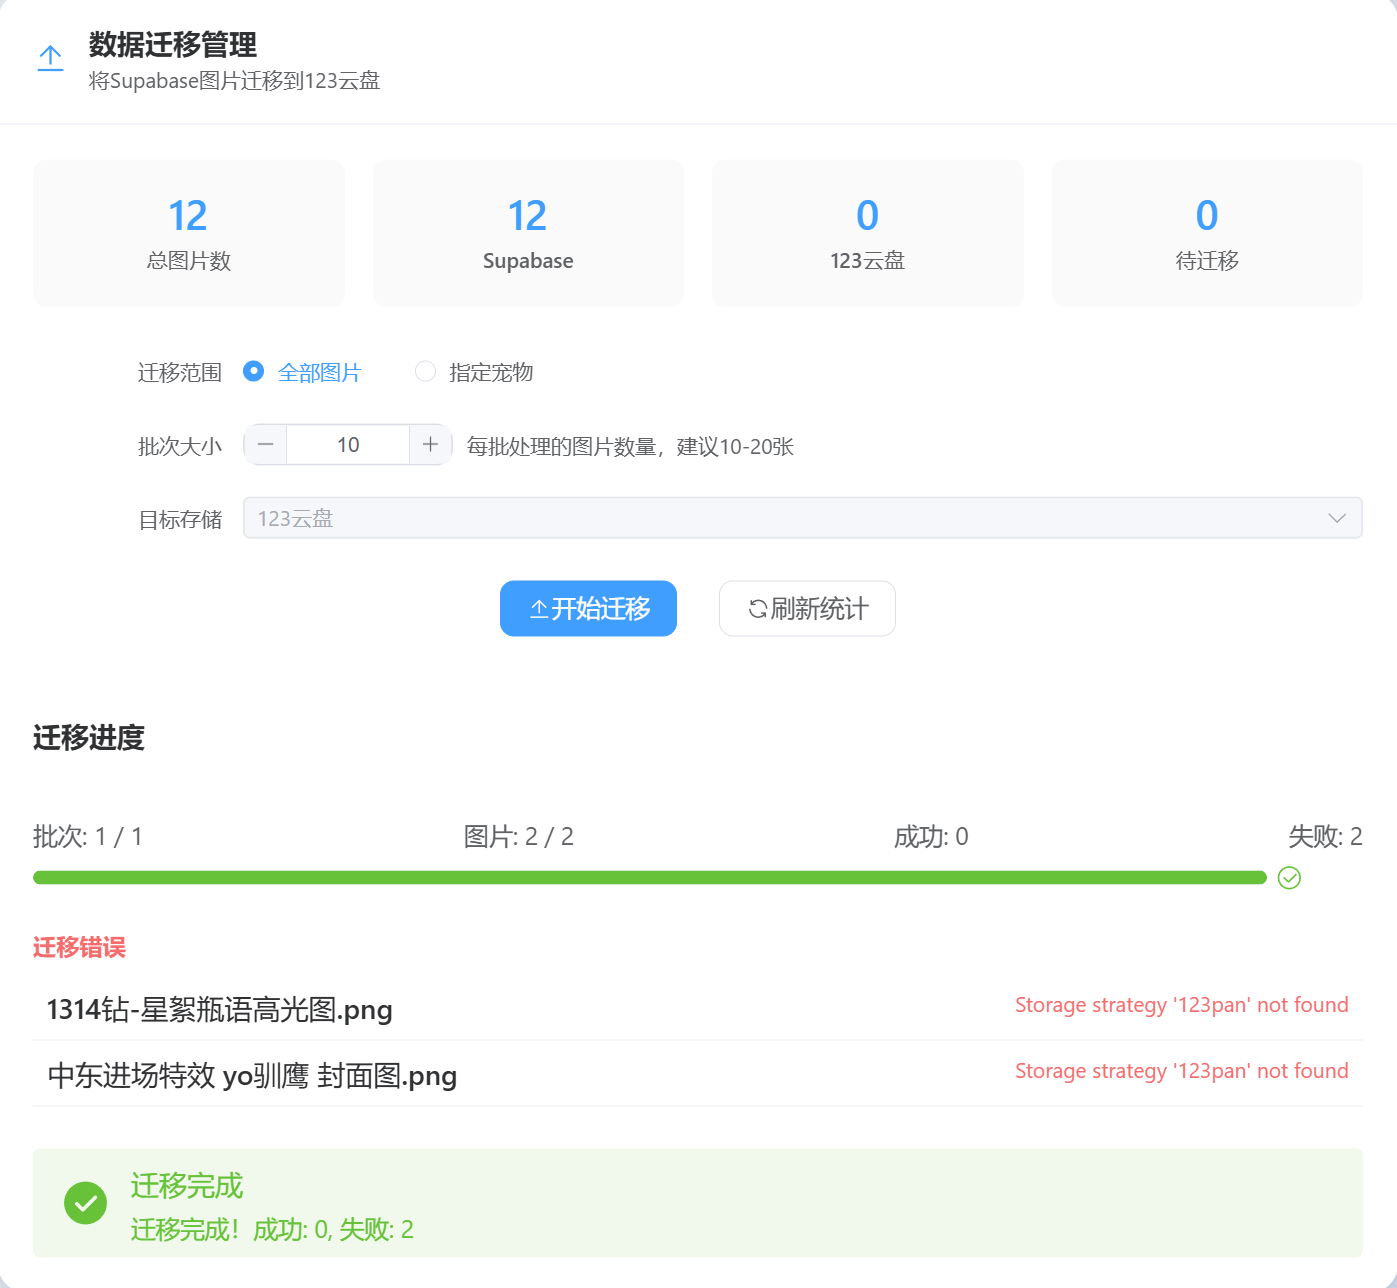 数据迁移管理
将Supabase图片迁移到123云盘
12
总图片数
12
Supabase
0
123云盘
0
待迁移
迁移范围 全部图片 指定宠物
批次大小 10 每批处理的图片数量，建议10-20张
目标存储 123云盘
开始迁移 刷新统计
迁移进度
批次: 1 / 1 图片: 2 / 2 成功: 0 失败: 2
迁移错误
1314钻-星絮瓶语高光图.png Storage strategy '123pan' not found
中东进场特效 yo驯鹰 封面图.png Storage strategy '123pan' not found
迁移完成
迁移完成！成功: 0, 失败: 2